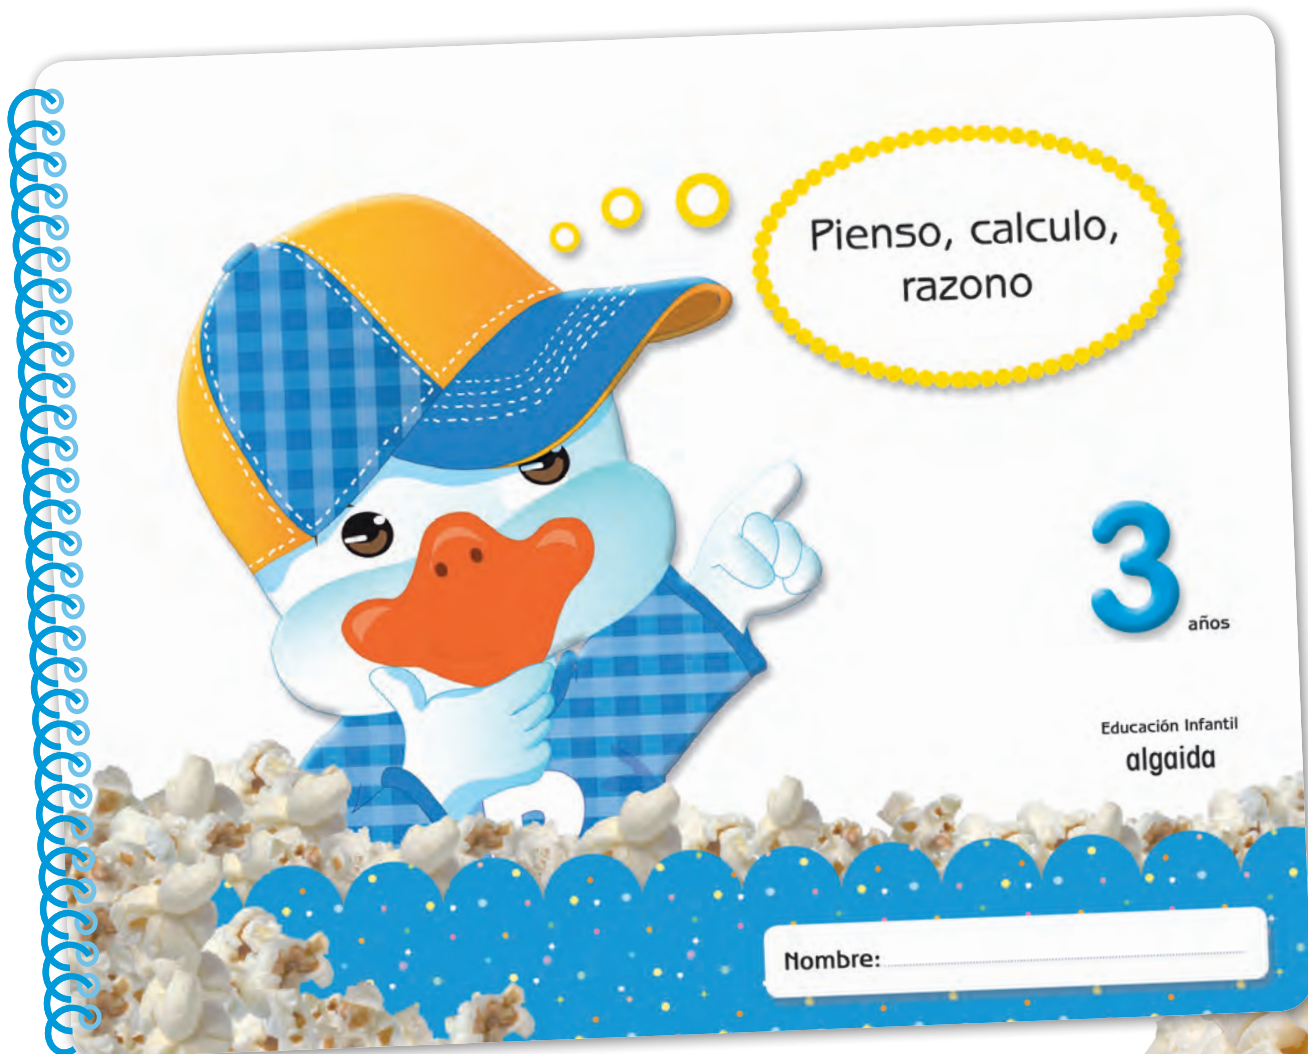 Pienso, calculo,
razono
3 años
Educación Infantil
algaida
Nombre: